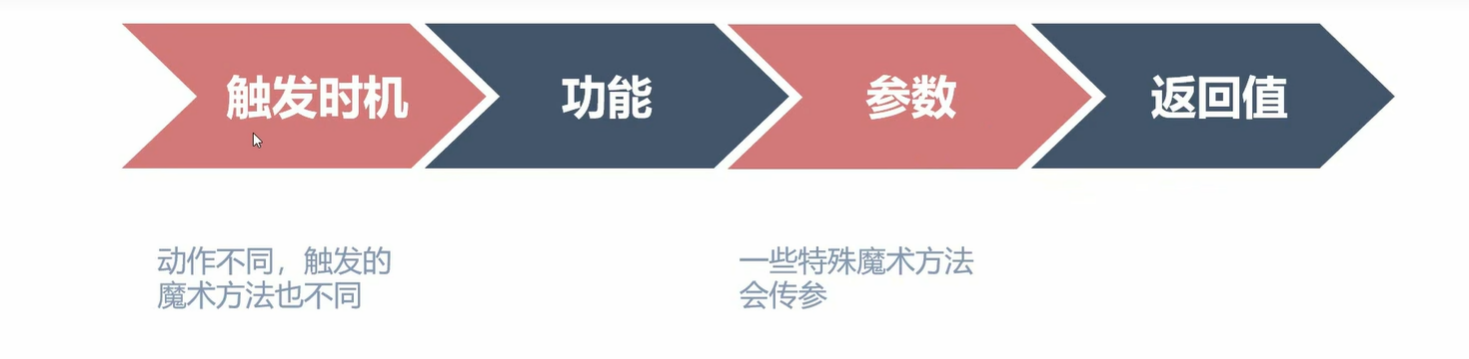 触发时机
功能
参数
返回值
动作不同，触发的
魔术方法也不同
一些特殊魔术方法
会传参